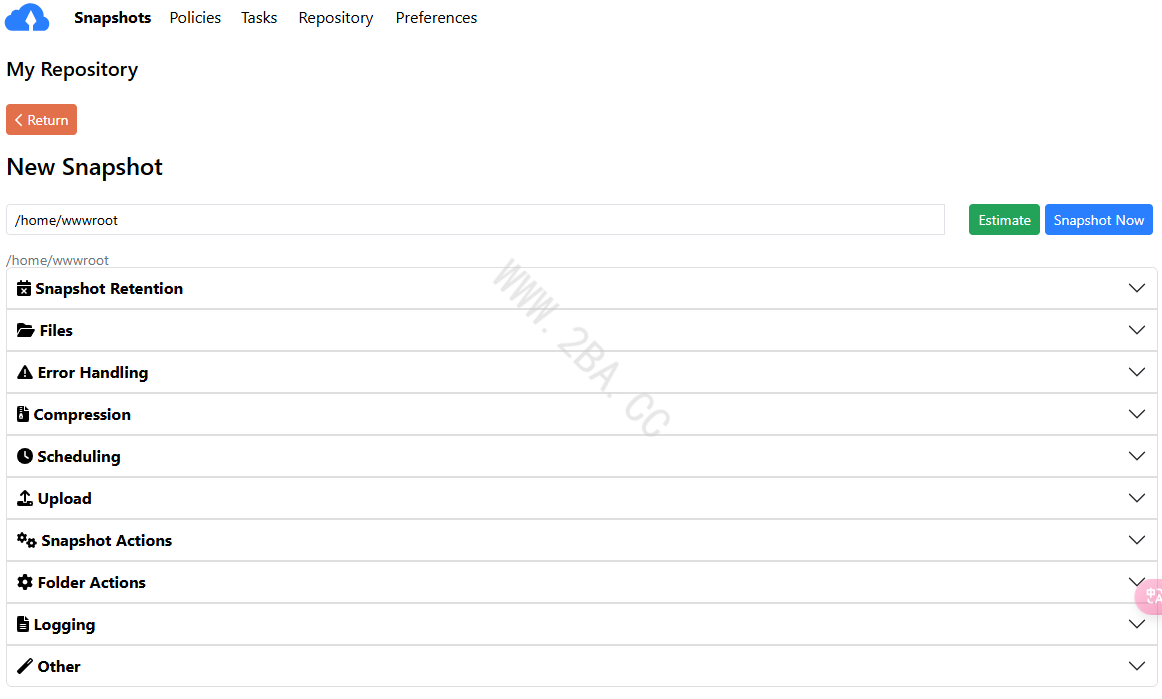 Snapshots Policies Tasks Repository Preferences
My Repository
Return
New Snapshot
/home/wwwroot Estimate Snapshot Now
/home/wwwroot
Snapshot Retention
Files
Error Handling
Compression
Scheduling
Upload
Snapshot Actions
Folder Actions
Logging
Other
WWW.2BA.CC